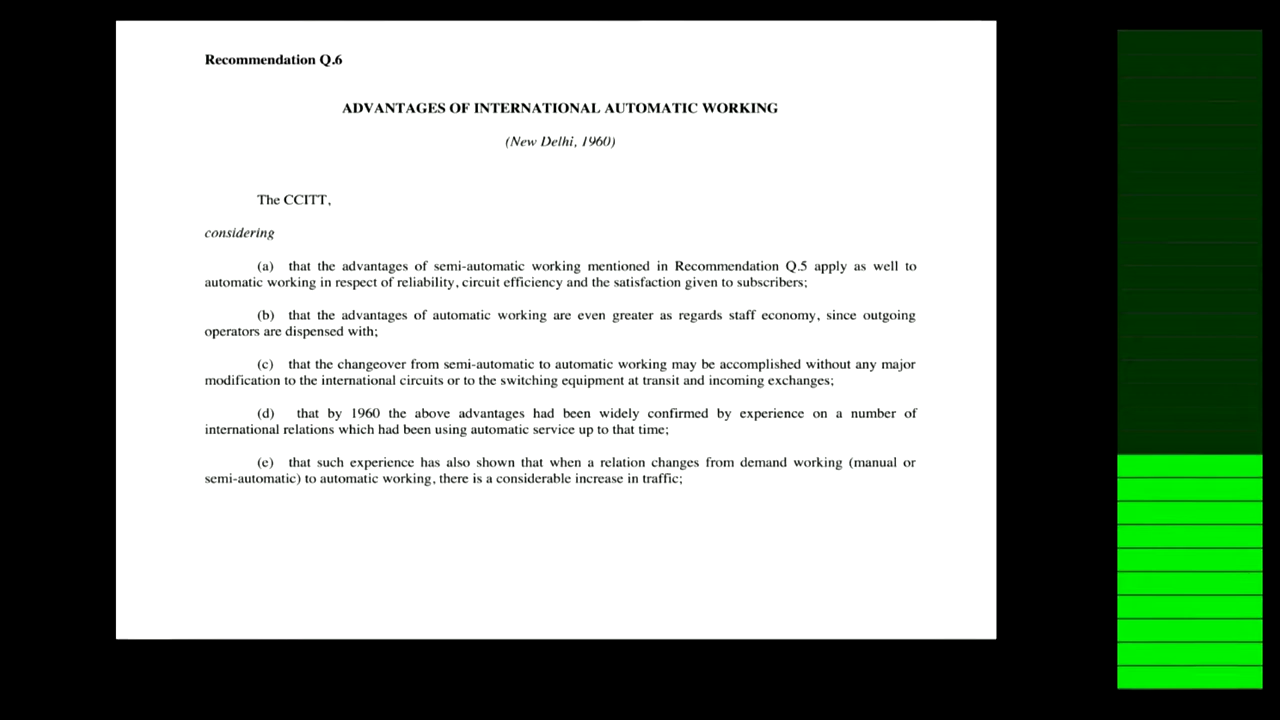 Recommendation Q.6
ADVANTAGES OF INTERNATIONAL AUTOMATIC WORKING
(New Delhi, 1960)
The CCITT,
considering
(a) that the advantages of semi-automatic working mentioned in Recommendation Q.5 apply as well to
automatic working in respect of reliability, circuit efficiency and the satisfaction given to subscribers;
(b) that the advantages of automatic working are even greater as regards staff economy, since outgoing
operators are dispensed with;
(c) that the changeover from semi-automatic to automatic working may be accomplished without any major
modification to the international circuits or to the switching equipment at transit and incoming exchanges;
(d) that by 1960 the above advantages had been widely confirmed by experience on a number of
international relations which had been using automatic service up to that time;
(e) that such experience has also shown that when a relation changes from demand working (manual or
semi-automatic) to automatic working, there is a considerable increase in traffic;